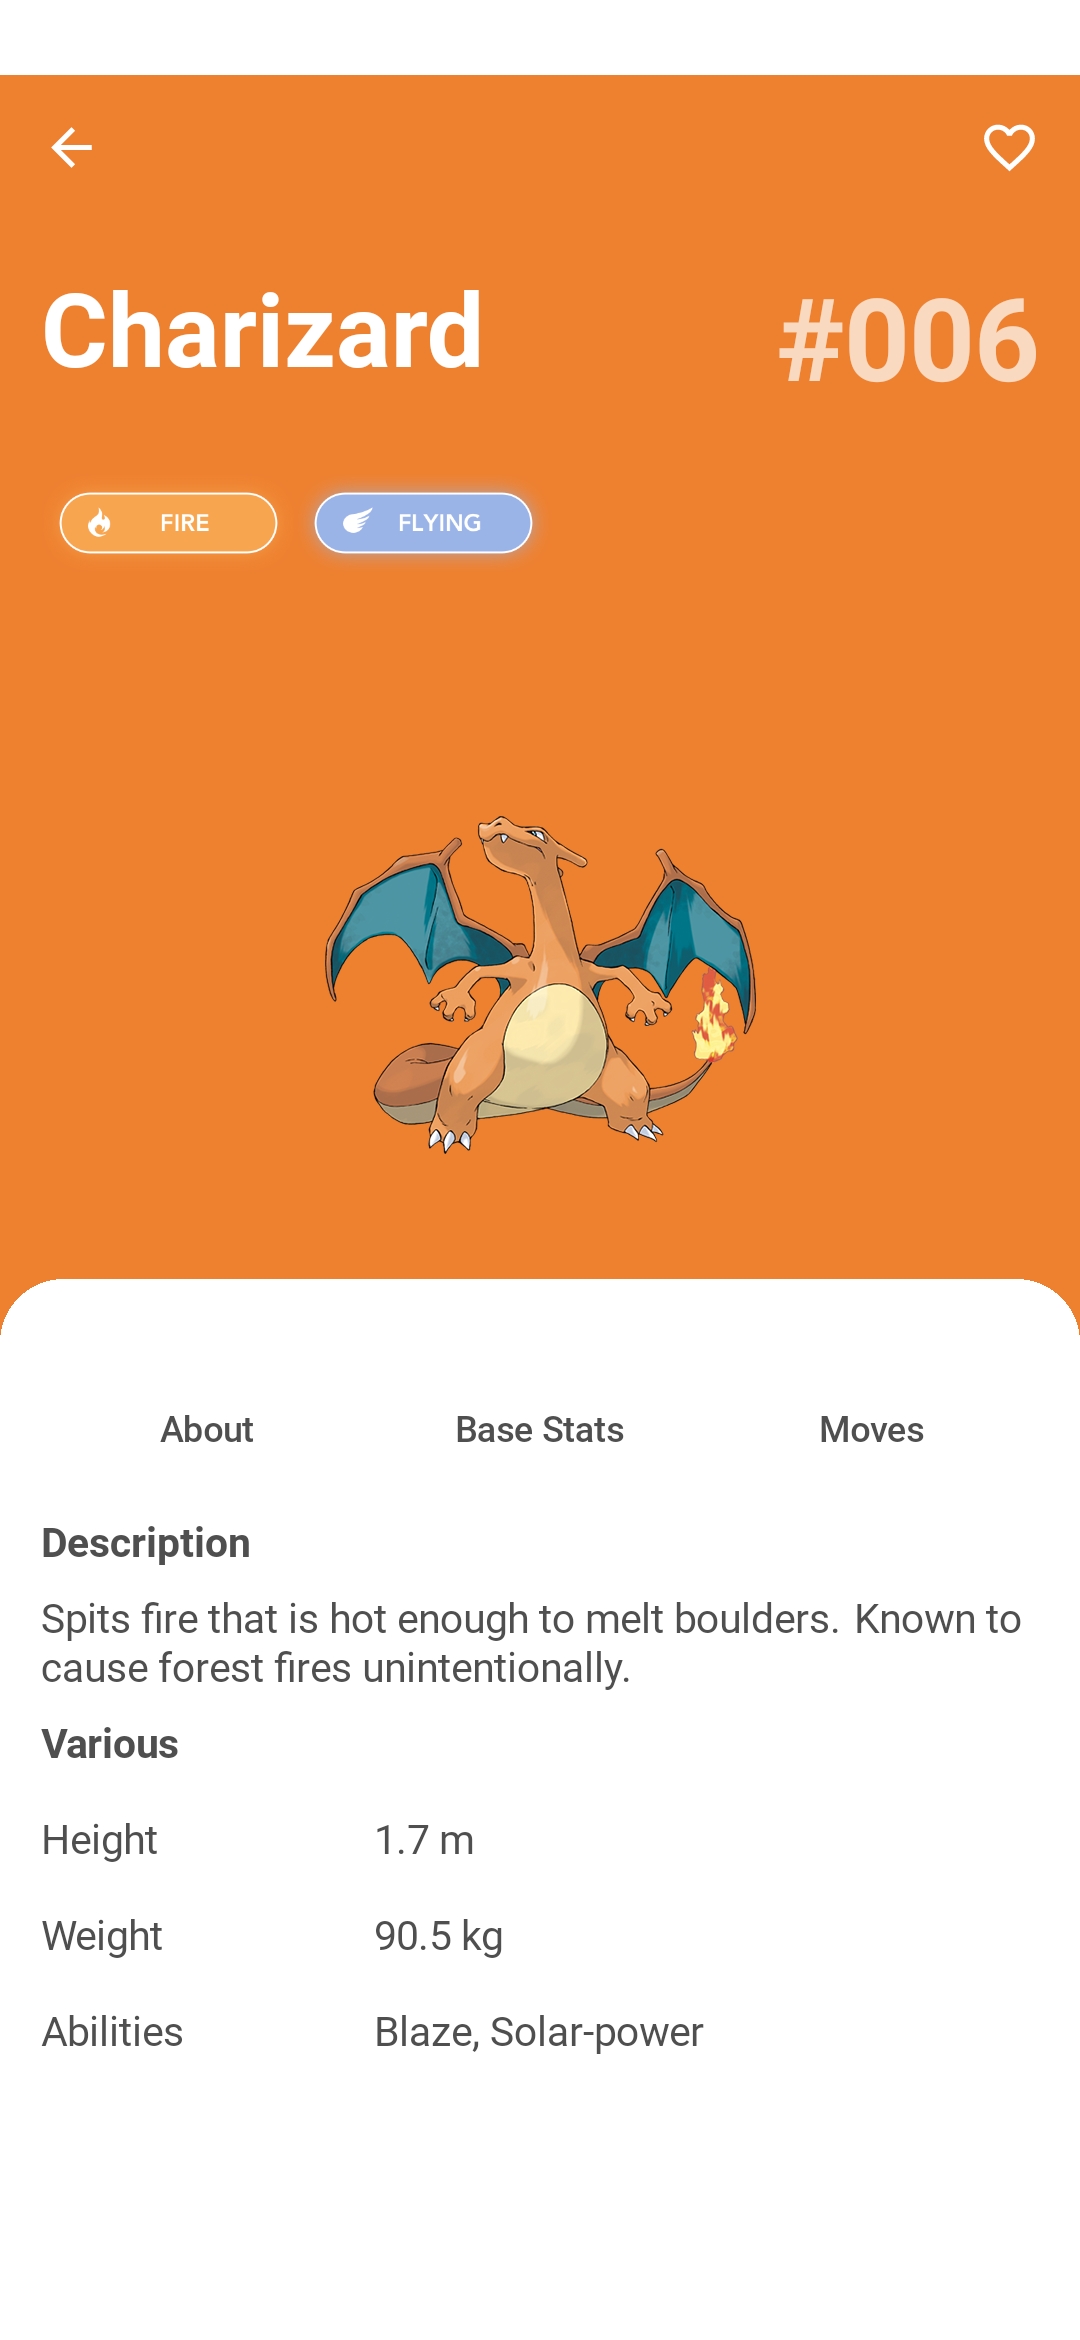 Charizard
#006
FIRE
FLYING
About
Base Stats
Moves
Description
Spits fire that is hot enough to melt boulders. Known to
cause forest fires unintentionally.
Various
Height
1.7 m
Weight
90.5 kg
Abilities
Blaze, Solar-power